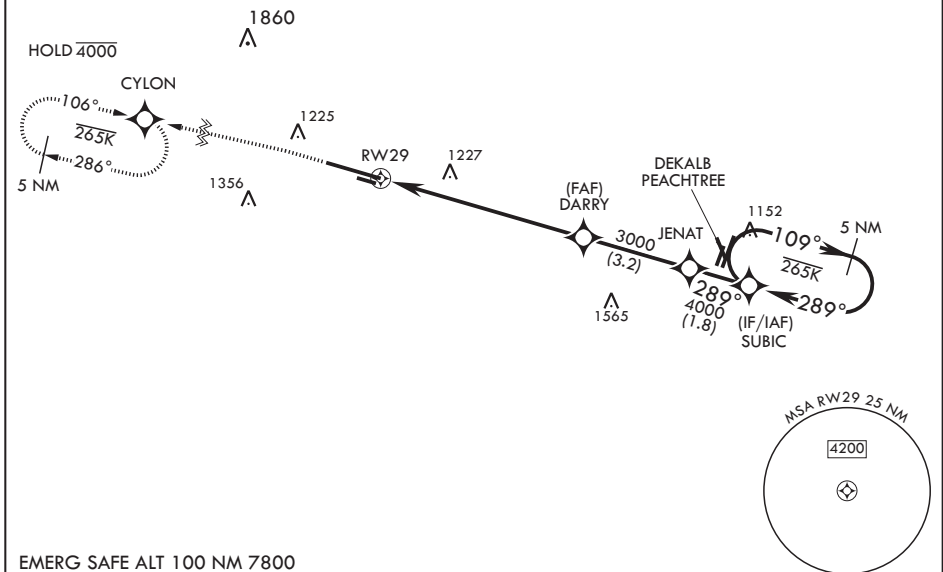 1860
HOLD 4000
CYLON
106°
265K
286°
5 NM
1225
RW29
1227
1356
DEKALB
PEACHTREE
(FAF)
DARRY
3000
(3.2)
JENAT
1152
5 NM
109°
265K
289°
289°
4000
(1.8)
(IF/IAF)
SUBIC
1565
MSA RW29 25 NM
4200
EMERG SAFE ALT 100 NM 7800